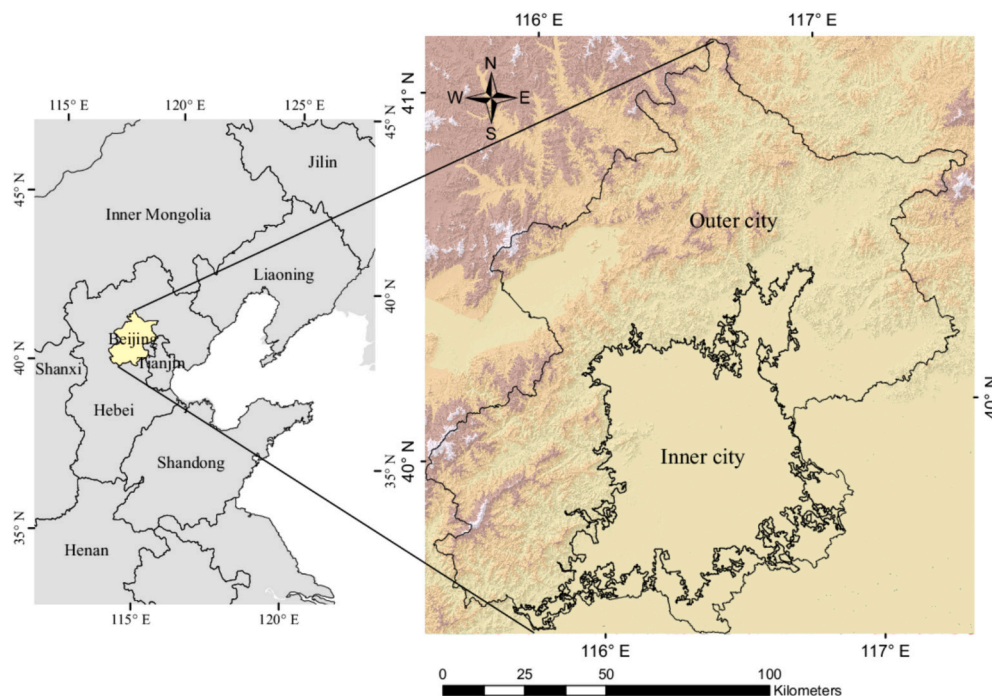 116° E 117° E
115° E 120° E 125° E
N
W E
S
41° N
45° N
Jilin
45° N
Inner Mongolia
Outer city
Liaoning
40° N
Beijing
40° N
Shanxi
Tianjin
Hebei
40° N
Inner city
Shandong
40° N
35° N
35° N
Henan
115° E 120° E
116° E 117° E
0 25 50 100
Kilometers